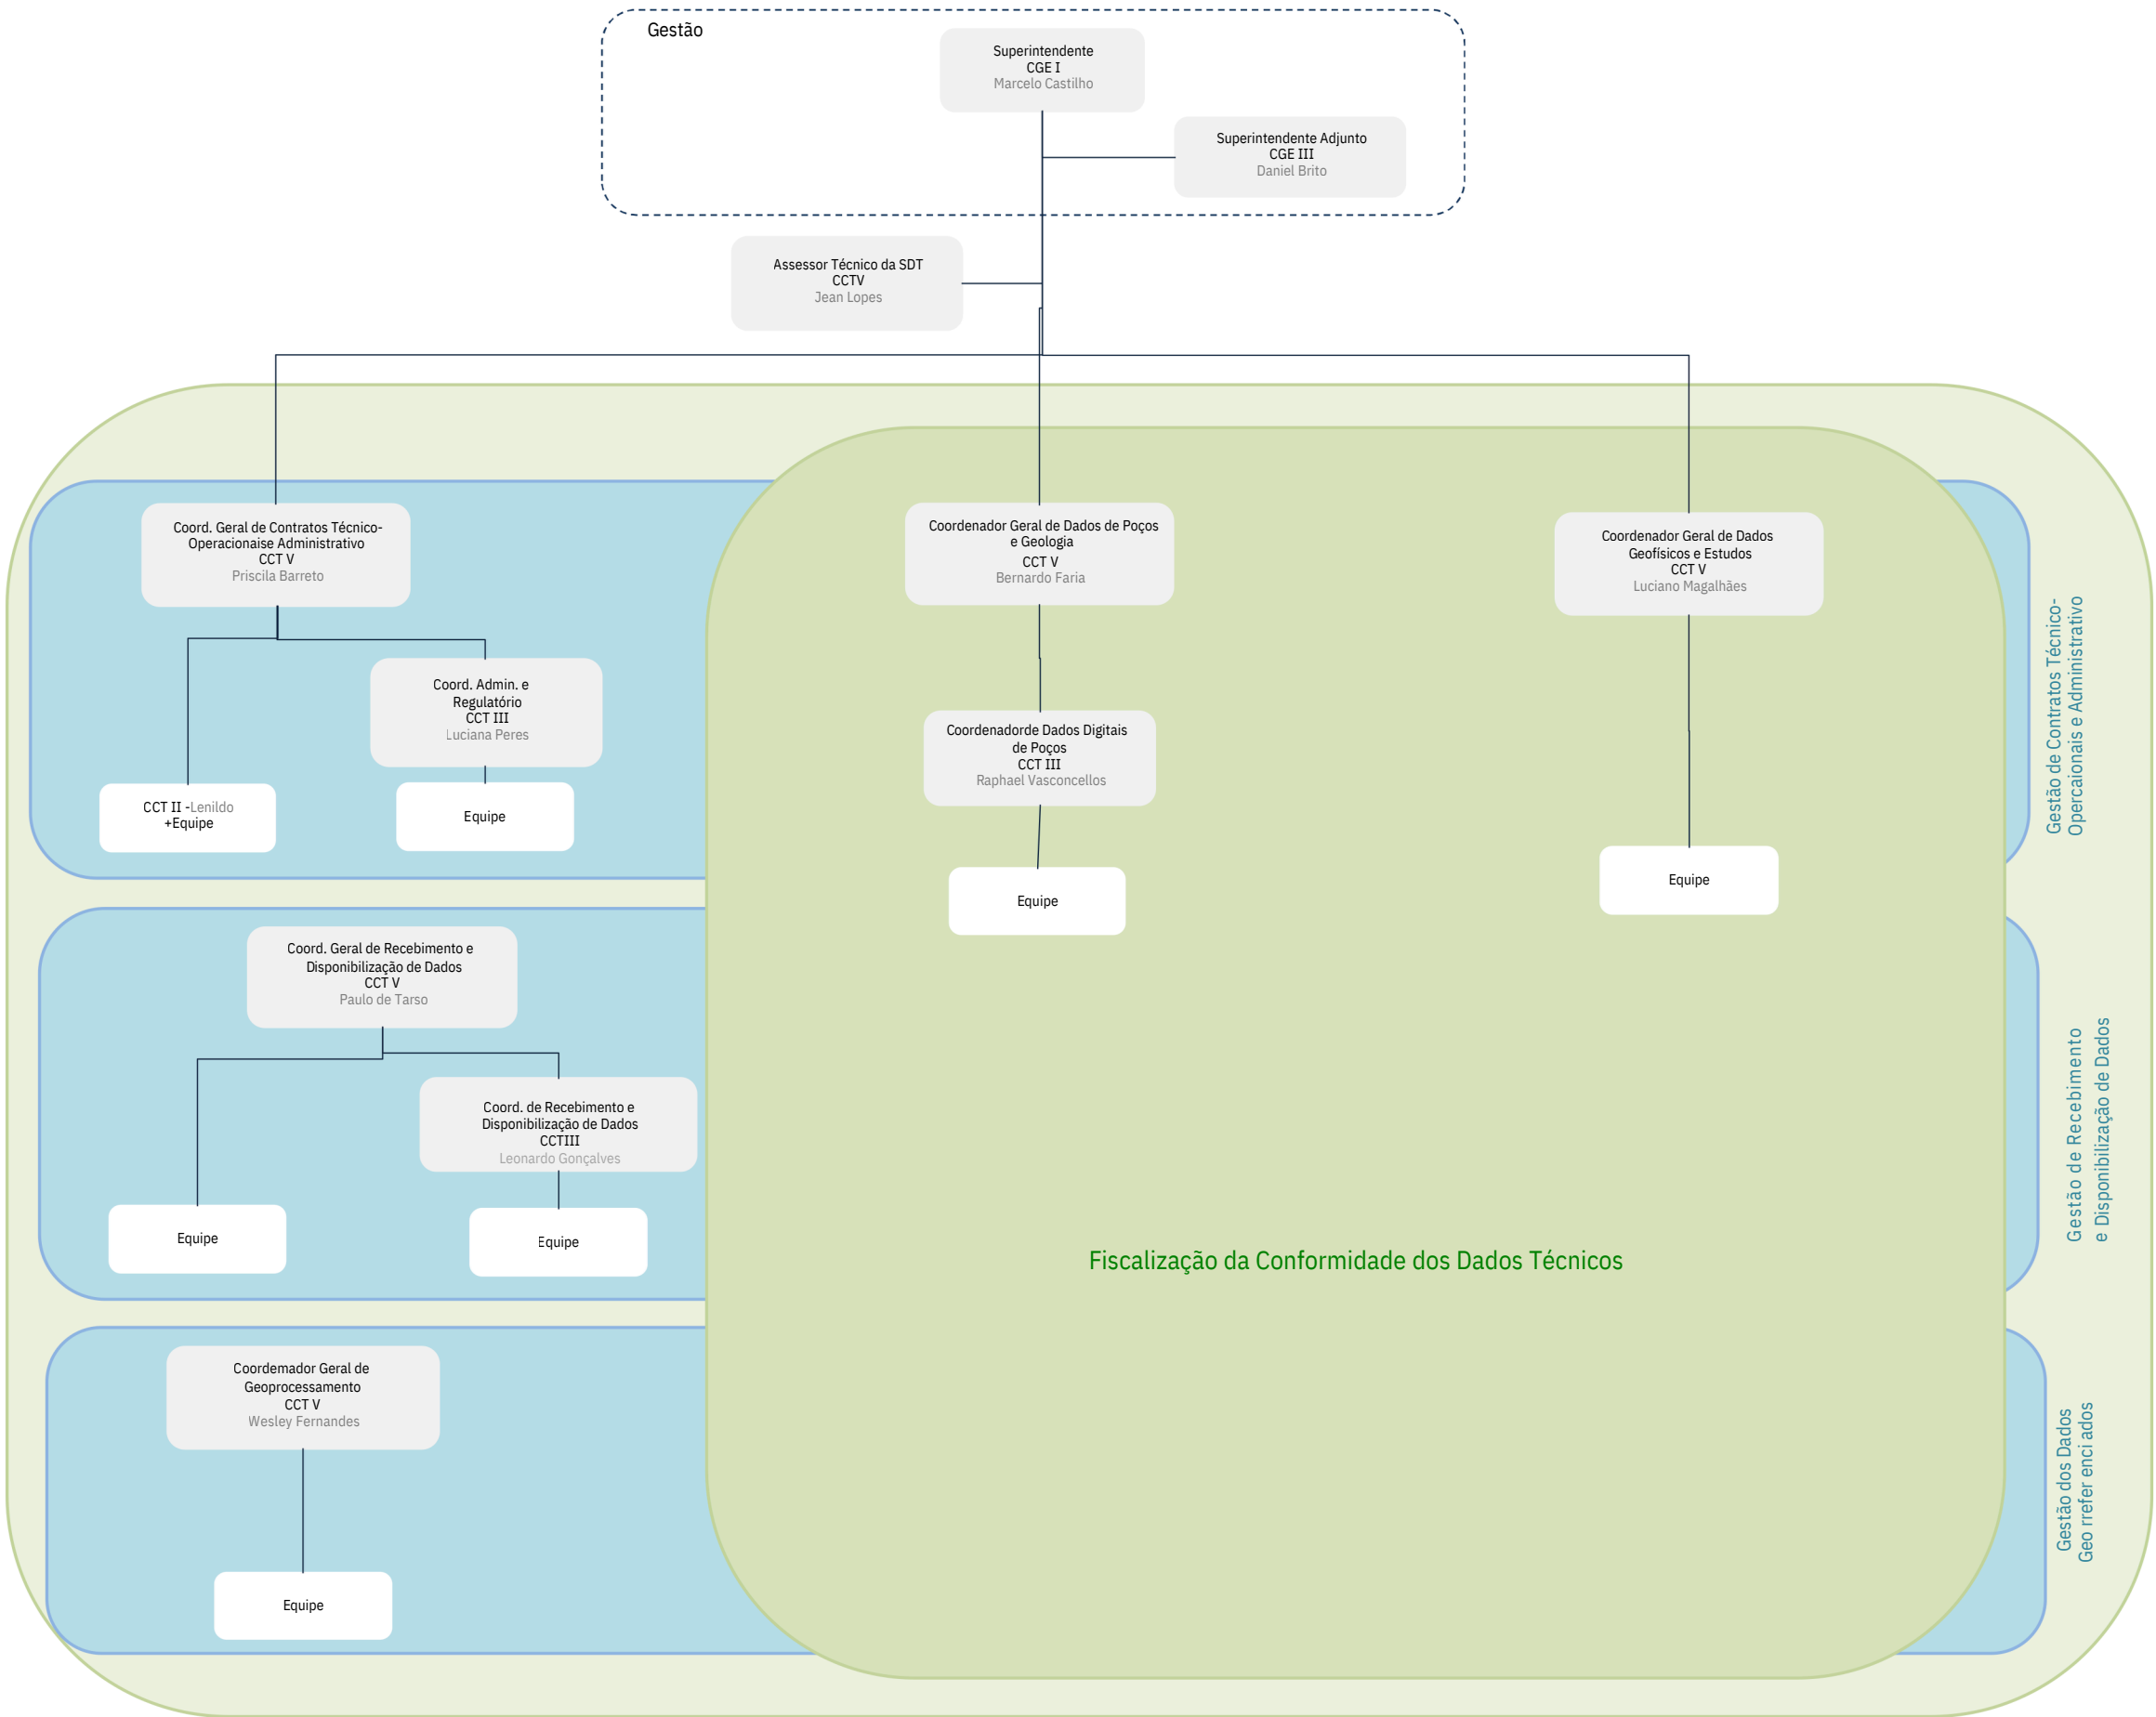 Gestão
Superintendente
CGE I
Marcelo Castilho
Superintendente Adjunto
CGE III
Daniel Brito
Assessor Técnico da SDT
CCTV
Jean Lopes
Coord. Geral de Contratos Técnico-
Operacionaise Administrativo
CCT V
Priscila Barreto
Coordenador Geral de Dados de Poços
e Geologia
CCT V
Bernardo Faria
Coordenador Geral de Dados
Geofísicos e Estudos
CCT V
Luciano Magalhães
Coord. Admin. e
Regulatório
CCT III
Luciana Peres
Coordenadorde Dados Digitais
de Poços
CCT III
Raphael Vasconcellos
CCT II -Lenildo
+Equipe
Equipe
Equipe
Equipe
Gestão de Contratos Técnico-
Opercaionais e Administrativo
Coord. Geral de Recebimento e
Disponibilização de Dados
CCT V
Paulo de Tarso
Coord. de Recebimento e
Disponibilização de Dados
CCTIII
Leonardo Gonçalves
Equipe
Equipe
Gestão de Recebimento
e Disponibilização de Dados
Fiscalização da Conformidade dos Dados Técnicos
Coordemador Geral de
Geoprocessamento
CCT V
Wesley Fernandes
Equipe
Gestão dos Dados
Geo rrefer enci ados